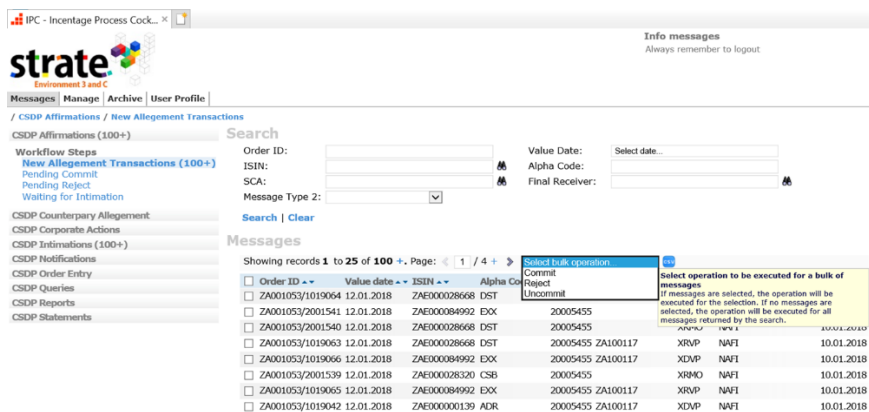 IPC - Incentage Process Cock...
Info messages
Always remember to logout
strate
Environment 3 and C
Messages Manage Archive User Profile
/ CSDP Affirmations / New Allegement Transactions
CSDP Affirmations (100+)
Workflow Steps
New Allegement Transactions (100+)
Pending Commit
Pending Reject
Waiting for Intimation
CSDP Counterpary Allegement
CSDP Corporate Actions
CSDP Intimations (100+)
CSDP Notifications
CSDP Order Entry
CSDP Queries
CSDP Reports
CSDP Statements
Search
Order ID: Value Date: Select date...
ISIN: Alpha Code:
SCA: Final Receiver:
Message Type 2:
Search | Clear
Messages
Showing records 1 to 25 of 100 +. Page: 1 / 4 + Select bulk operation csv
Commit
Reject
Uncommit
Select operation to be executed for a bulk of messages
If messages are selected, the operation will be executed for the selection. If no messages are selected, the operation will be executed for all messages returned by the search.
Order ID Value date ISIN Alpha Co
ZA001053/1019064 12.01.2018 ZAE000028668 DST
ZA001053/2001541 12.01.2018 ZAE000084992 EXX 20005455
ZA001053/2001540 12.01.2018 ZAE000028668 DST 20005455 XRMO NAFI 10.01.2018
ZA001053/1019063 12.01.2018 ZAE000028668 DST 20005455 ZA100117 XRVP NAFI 10.01.2018
ZA001053/1019066 12.01.2018 ZAE000084992 EXX 20005455 ZA100117 XDVP NAFI 10.01.2018
ZA001053/2001539 12.01.2018 ZAE000028320 CSB 20005455 XRMO NAFI 10.01.2018
ZA001053/1019065 12.01.2018 ZAE000084992 EXX 20005455 ZA100117 XRVP NAFI 10.01.2018
ZA001053/1019042 12.01.2018 ZAE000000139 ADR 20005455 ZA100117 XDVP NAFI 10.01.2018